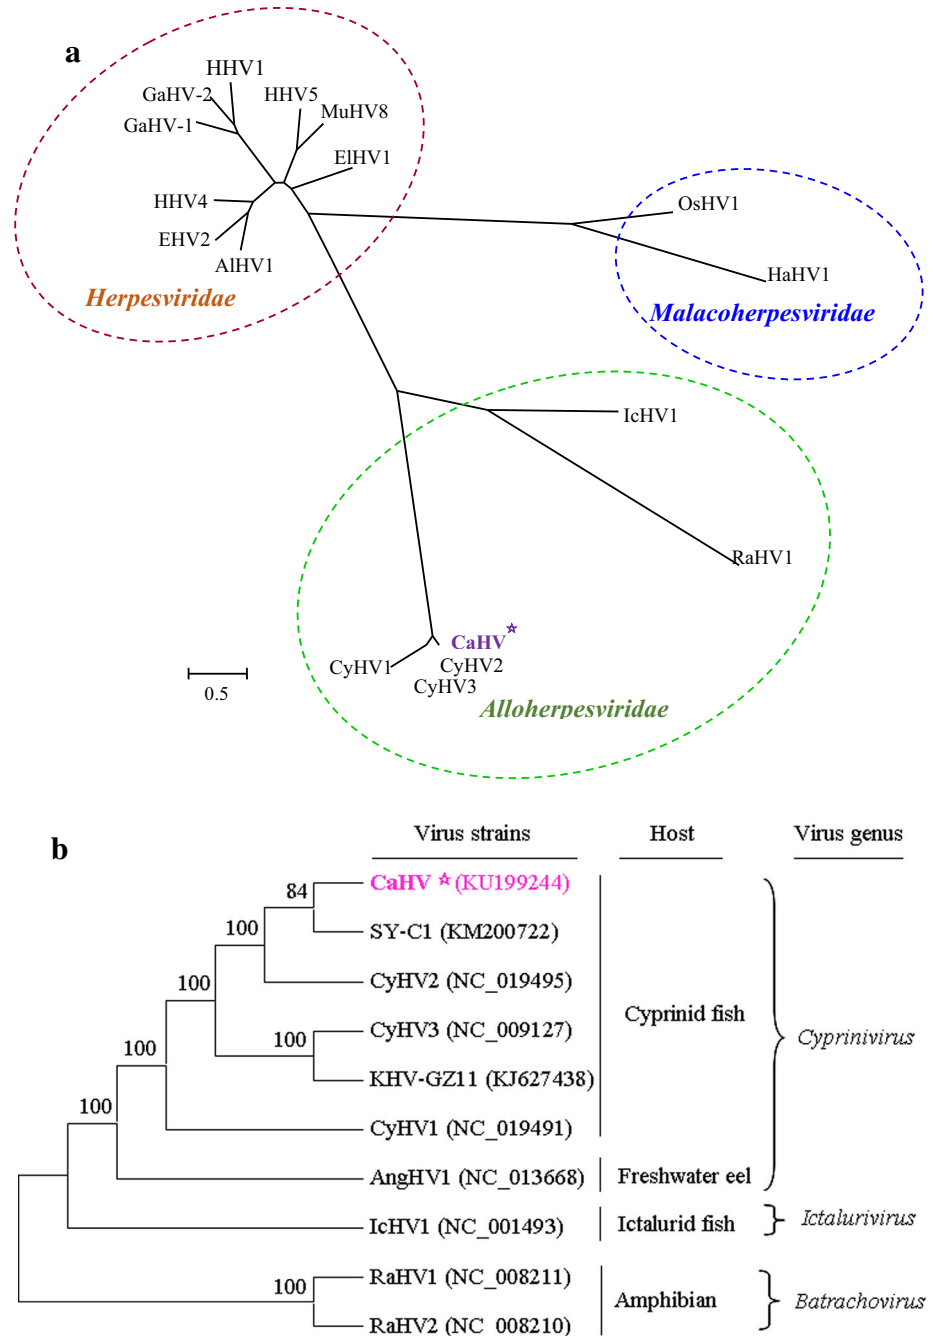 a
HHV1
GaHV-2
HHV5
GaHV-1
MuHV8
ElHV1
HHV4
EHV2
AlHV1
Herpesviridae
OsHV1
HaHV1
Malacoherpesviridae
IcHV1
RaHV1
CaHV☆
CyHV1
CyHV2
CyHV3
Alloherpesviridae
0.5
b
Virus strains Host Virus genus
84 CaHV ☆ (KU199244)
SY-C1 (KM200722)
100
CyHV2 (NC_019495)
100
Cyprinid fish
CyHV3 (NC_009127)
100
Cyprinivirus
KHV-GZ11 (KJ627438)
100
CyHV1 (NC_019491)
100
AngHV1 (NC_013668) Freshwater eel
IcHV1 (NC_001493) Ictalurid fish Ictalurivirus
RaHV1 (NC_008211)
100
Amphibian Batrachovirus
RaHV2 (NC_008210)